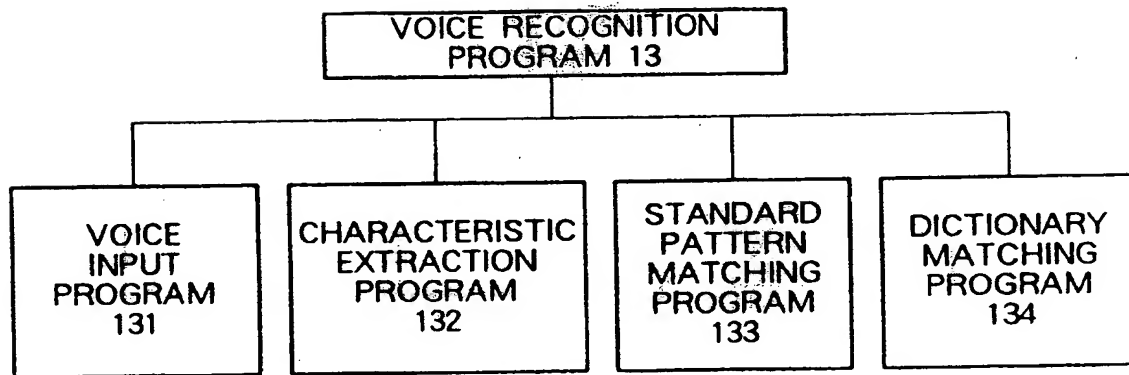 VOICE RECOGNITION
PROGRAM 13
VOICE
INPUT
PROGRAM
131
CHARACTERISTIC
EXTRACTION
PROGRAM
132
STANDARD
PATTERN
MATCHING
PROGRAM
133
DICTIONARY
MATCHING
PROGRAM
134